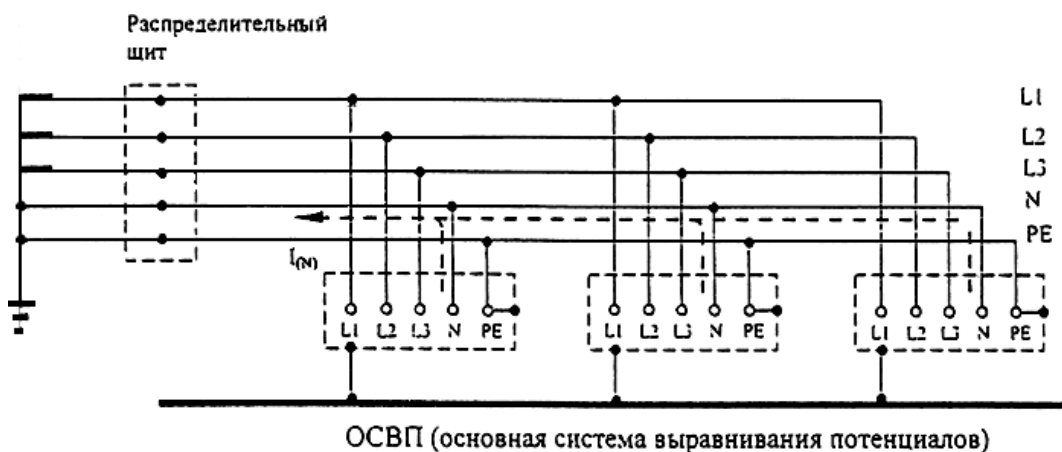 Распределительный
щит
L1
L2
L3
N
PE
I(N)
L1 L2 L3 N PE
L1 L2 L3 N PE
L1 L2 L3 N PE
ОСВП (основная система выравнивания потенциалов)